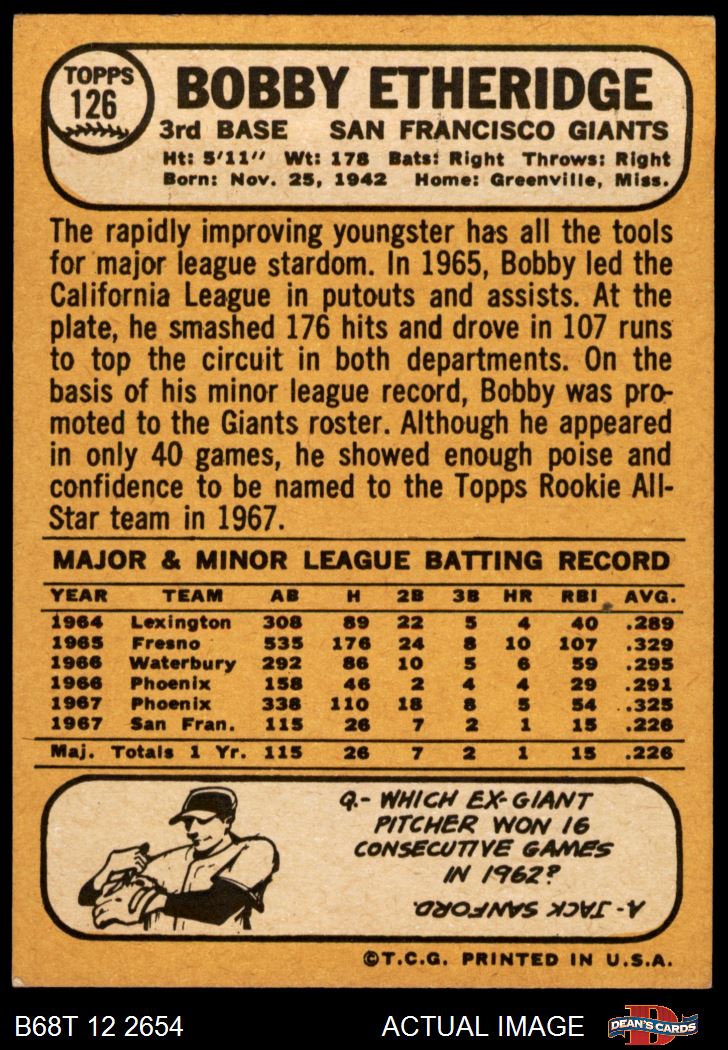 TOPPS
126
BOBBY ETHERIDGE
3rd BASE SAN FRANCISCO GIANTS
Ht: 5'11" Wt: 178 Bats: Right Throws: Right
Born: Nov. 25, 1942 Home: Greenville, Miss.
The rapidly improving youngster has all the tools
for major league stardom. In 1965, Bobby led the
California League in putouts and assists. At the
plate, he smashed 176 hits and drove in 107 runs
to top the circuit in both departments. On the
basis of his minor league record, Bobby was pro-
moted to the Giants roster. Although he appeared
in only 40 games, he showed enough poise and
confidence to be named to the Topps Rookie All-
Star team in 1967.
MAJOR & MINOR LEAGUE BATTING RECORD
YEAR TEAM AB H 2B 3B HR RBI AVG.
1964 Lexington 308 89 22 5 4 40 .289
1965 Fresno 535 176 24 8 10 107 .329
1966 Waterbury 292 86 10 5 6 59 .295
1966 Phoenix 158 46 2 4 4 29 .291
1967 Phoenix 338 110 18 8 5 54 .325
1967 San Fran. 115 26 7 2 1 15 .226
Maj. Totals 1 Yr. 115 26 7 2 1 15 .226
Q.- WHICH EX-GIANT
PITCHER WON 16
CONSECUTIVE GAMES
IN 1962?
A- JACK SANFORD.
©T.C.G. PRINTED IN U.S.A.
B68T 12 2654 ACTUAL IMAGE
D
DEAN'S CARDS